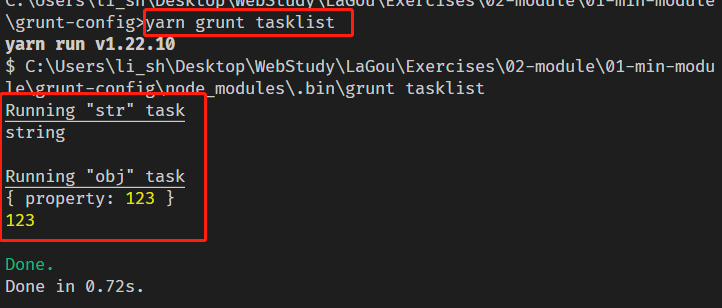 C:\Users\li_sh\Desktop\WebStudy\LaGou\Exercises\02-module\01-min-module
\grunt-config>yarn grunt tasklist
yarn run v1.22.10
$ C:\Users\li_sh\Desktop\WebStudy\LaGou\Exercises\02-module\01-min-modu
le\grunt-config\node_modules\.bin\grunt tasklist
Running "str" task
string
Running "obj" task
{ property: 123 }
123
Done.
Done in 0.72s.